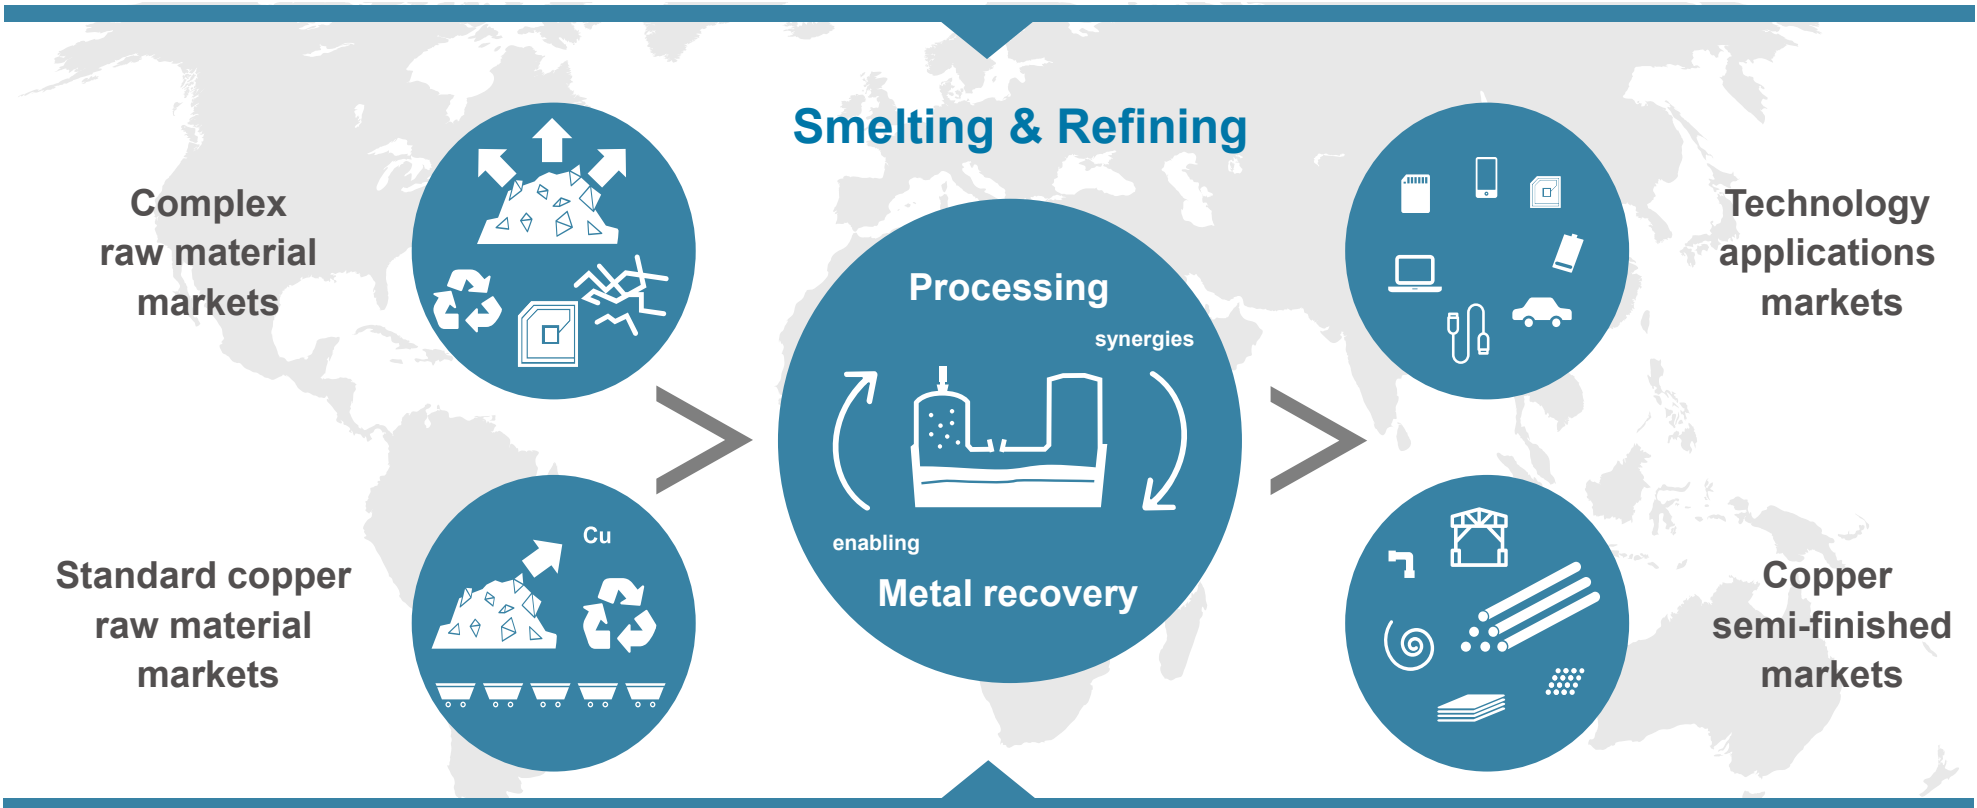 Smelting & Refining
Complex
raw material
markets
Standard copper
raw material
markets
Cu
Processing
synergies
enabling
Metal recovery
Technology
applications
markets
Copper
semi-finished
markets